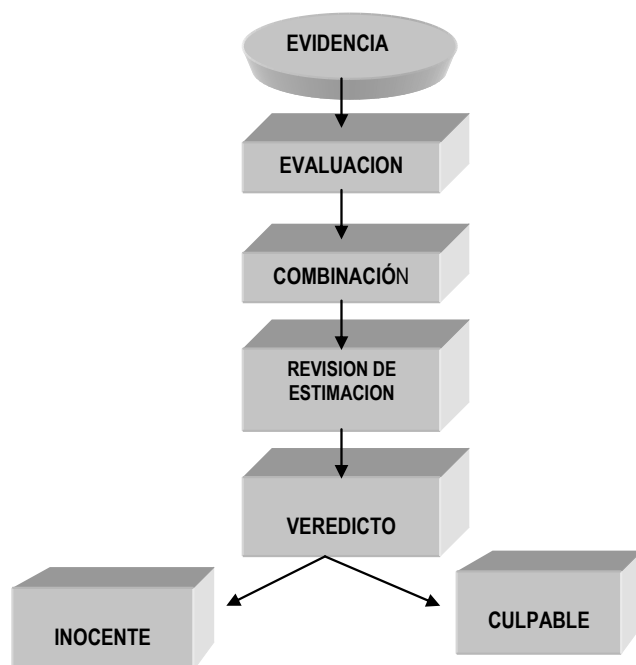 EVIDENCIA
EVALUACION
COMBINACIÓN
REVISION DE
ESTIMACION
VEREDICTO
INOCENTE
CULPABLE